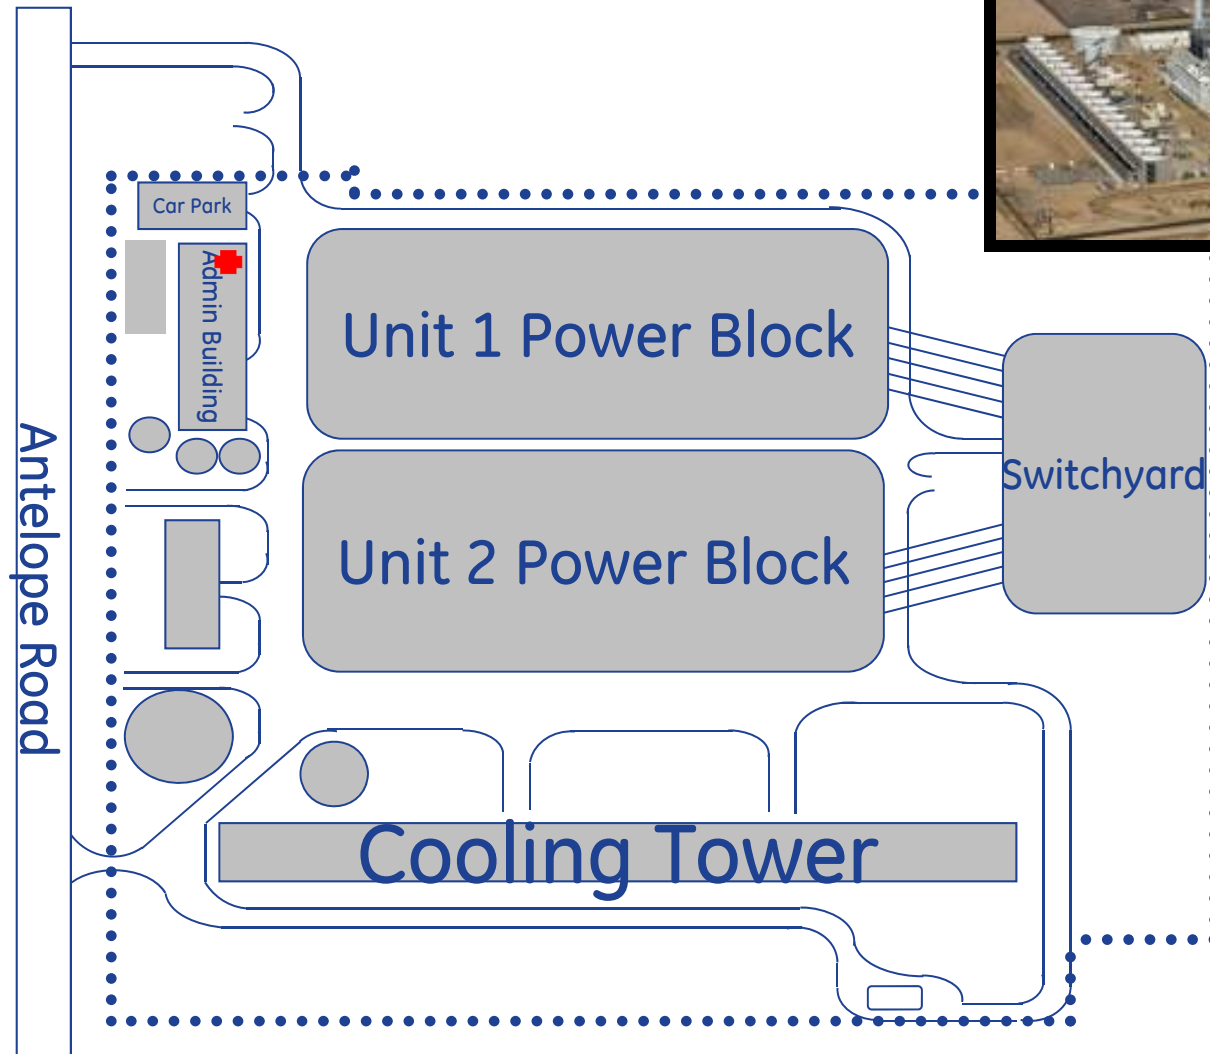 Car Park
Admin Building
Unit 1 Power Block
Switchyard
Unit 2 Power Block
Antelope Road
Cooling Tower